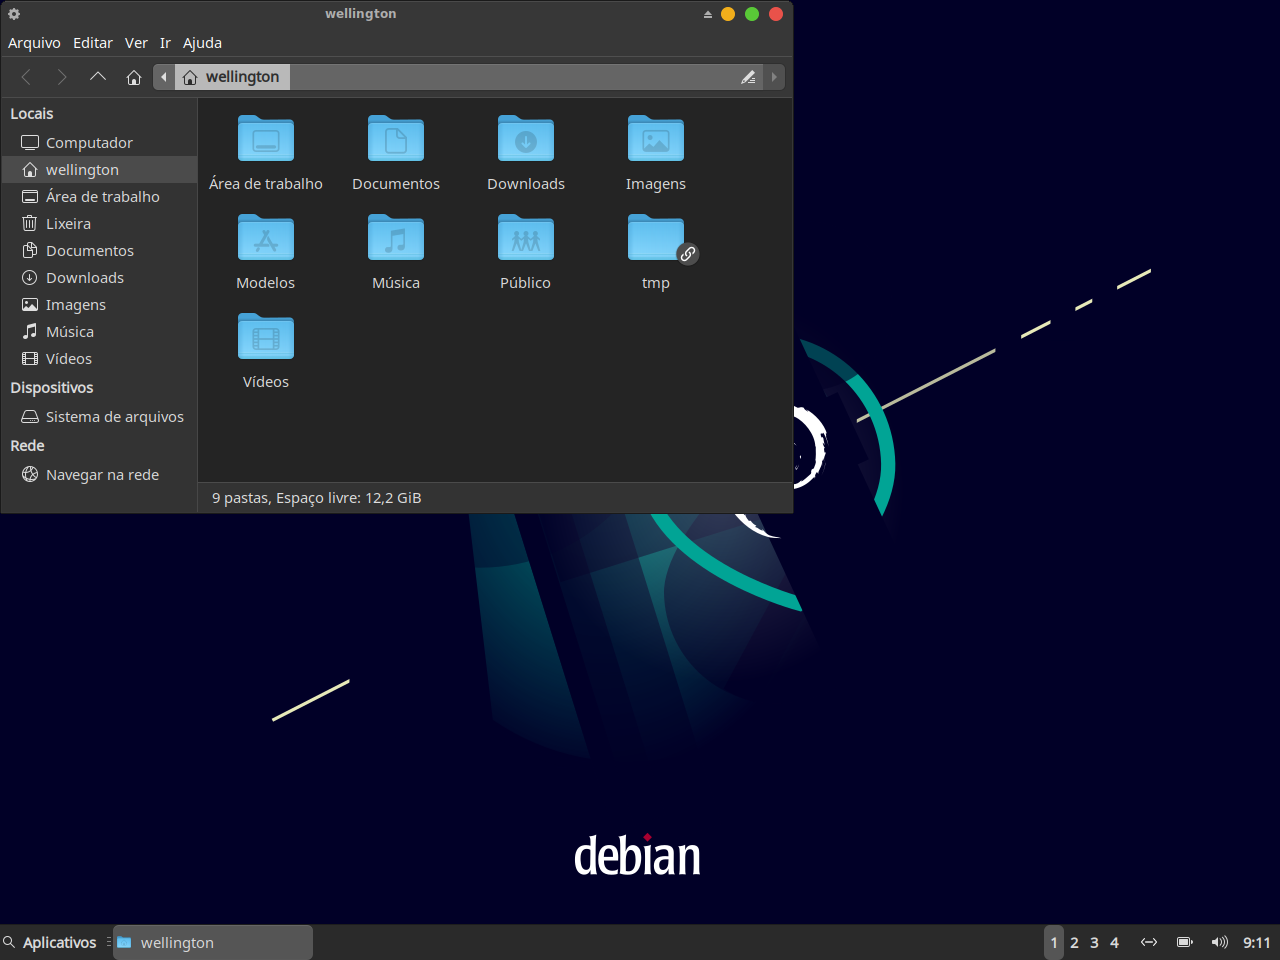 wellington
Arquivo Editar Ver Ir Ajuda
wellington
Locais
Computador
wellington
Área de trabalho
Lixeira
Documentos
Downloads
Imagens
Música
Vídeos
Dispositivos
Sistema de arquivos
Rede
Navegar na rede
Área de trabalho Documentos Downloads Imagens
Modelos Música Público tmp
Vídeos
9 pastas, Espaço livre: 12,2 GiB
debian
Aplicativos wellington 1 2 3 4 9:11